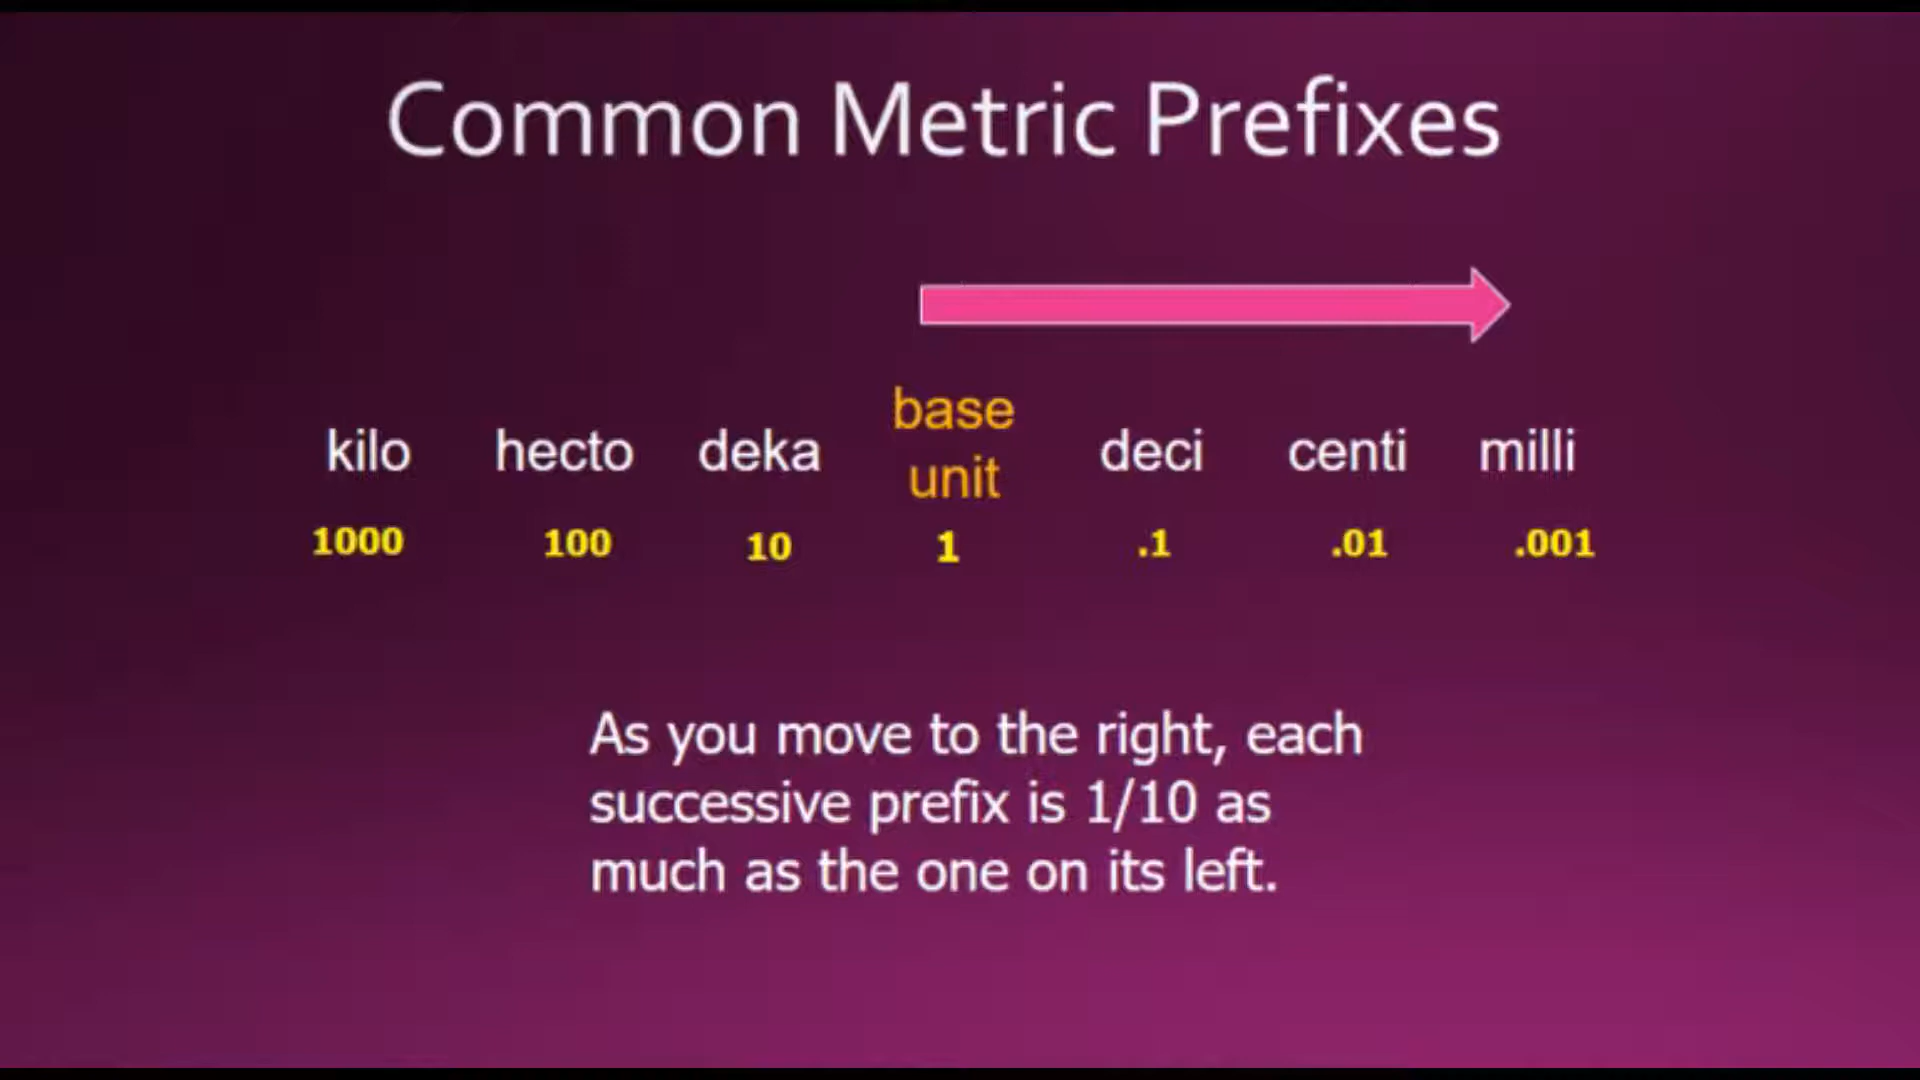 Common Metric Prefixes
kilo hecto deka base unit deci centi milli
1000 100 10 1 .1 .01 .001
As you move to the right, each
successive prefix is 1/10 as
much as the one on its left.